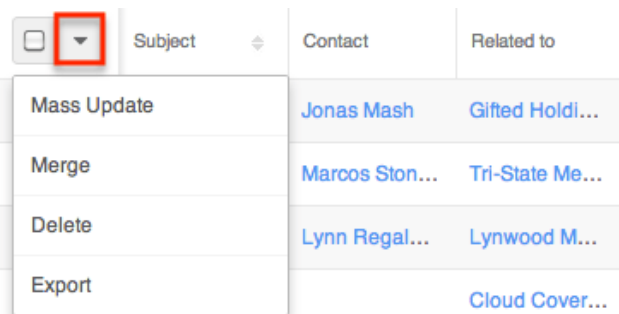 Subject Contact Related to
Mass Update Jonas Mash Gifted Holdi...
Merge Marcos Ston... Tri-State Me...
Delete Lynn Regal... Lynwood M...
Export Cloud Cover...